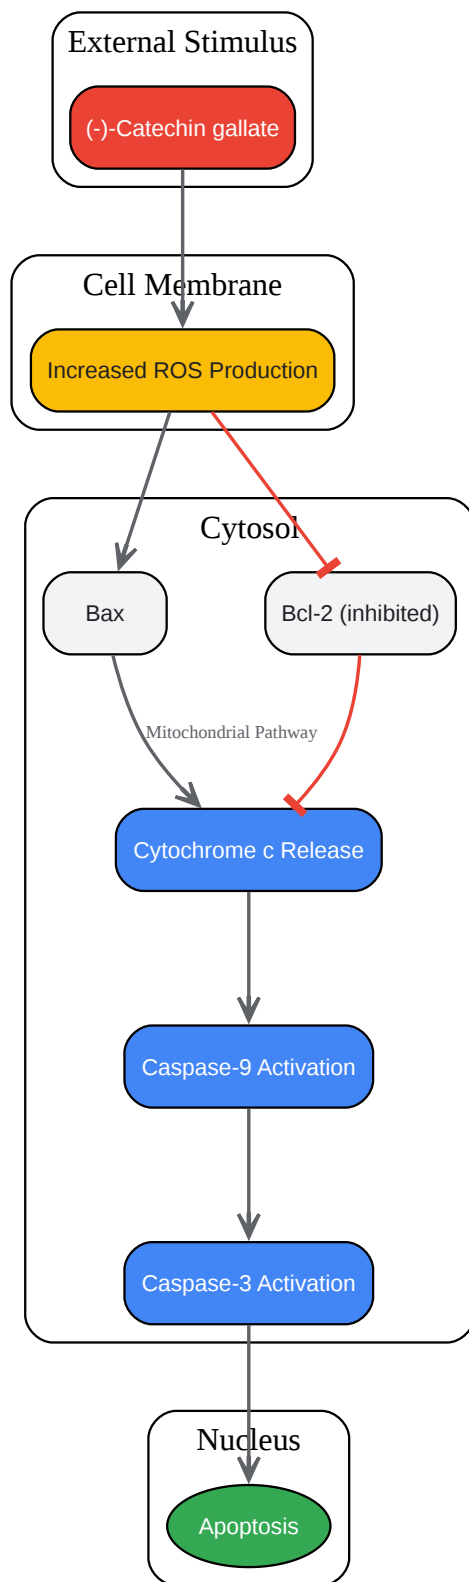 External Stimulus
(-)-Catechin gallate
Cell Membrane
Increased ROS Production
Cytosol
Bax
Bcl-2 (inhibited)
Mitochondrial Pathway
Cytochrome c Release
Caspase-9 Activation
Caspase-3 Activation
Nucleus
Apoptosis